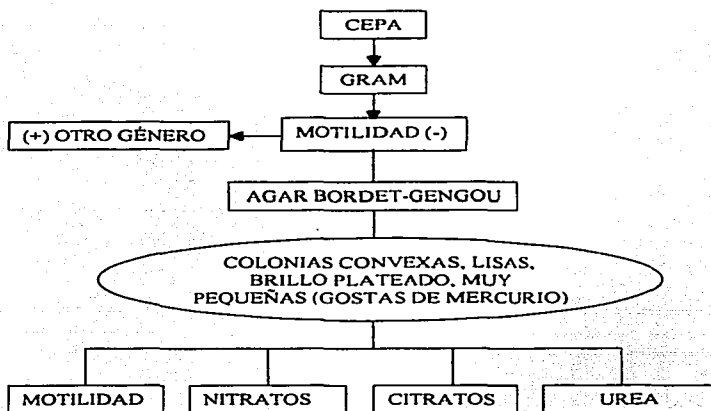 CEPA
GRAM
(+) OTRO GÉNERO
MOTILIDAD (-)
AGAR BORDET-GENGOU
COLONIAS CONVEXAS, LISAS,
BRILLO PLATEADO, MUY
PEQUEÑAS (GOSTAS DE MERCURIO)
MOTILIDAD
NITRATOS
CITRATOS
UREA